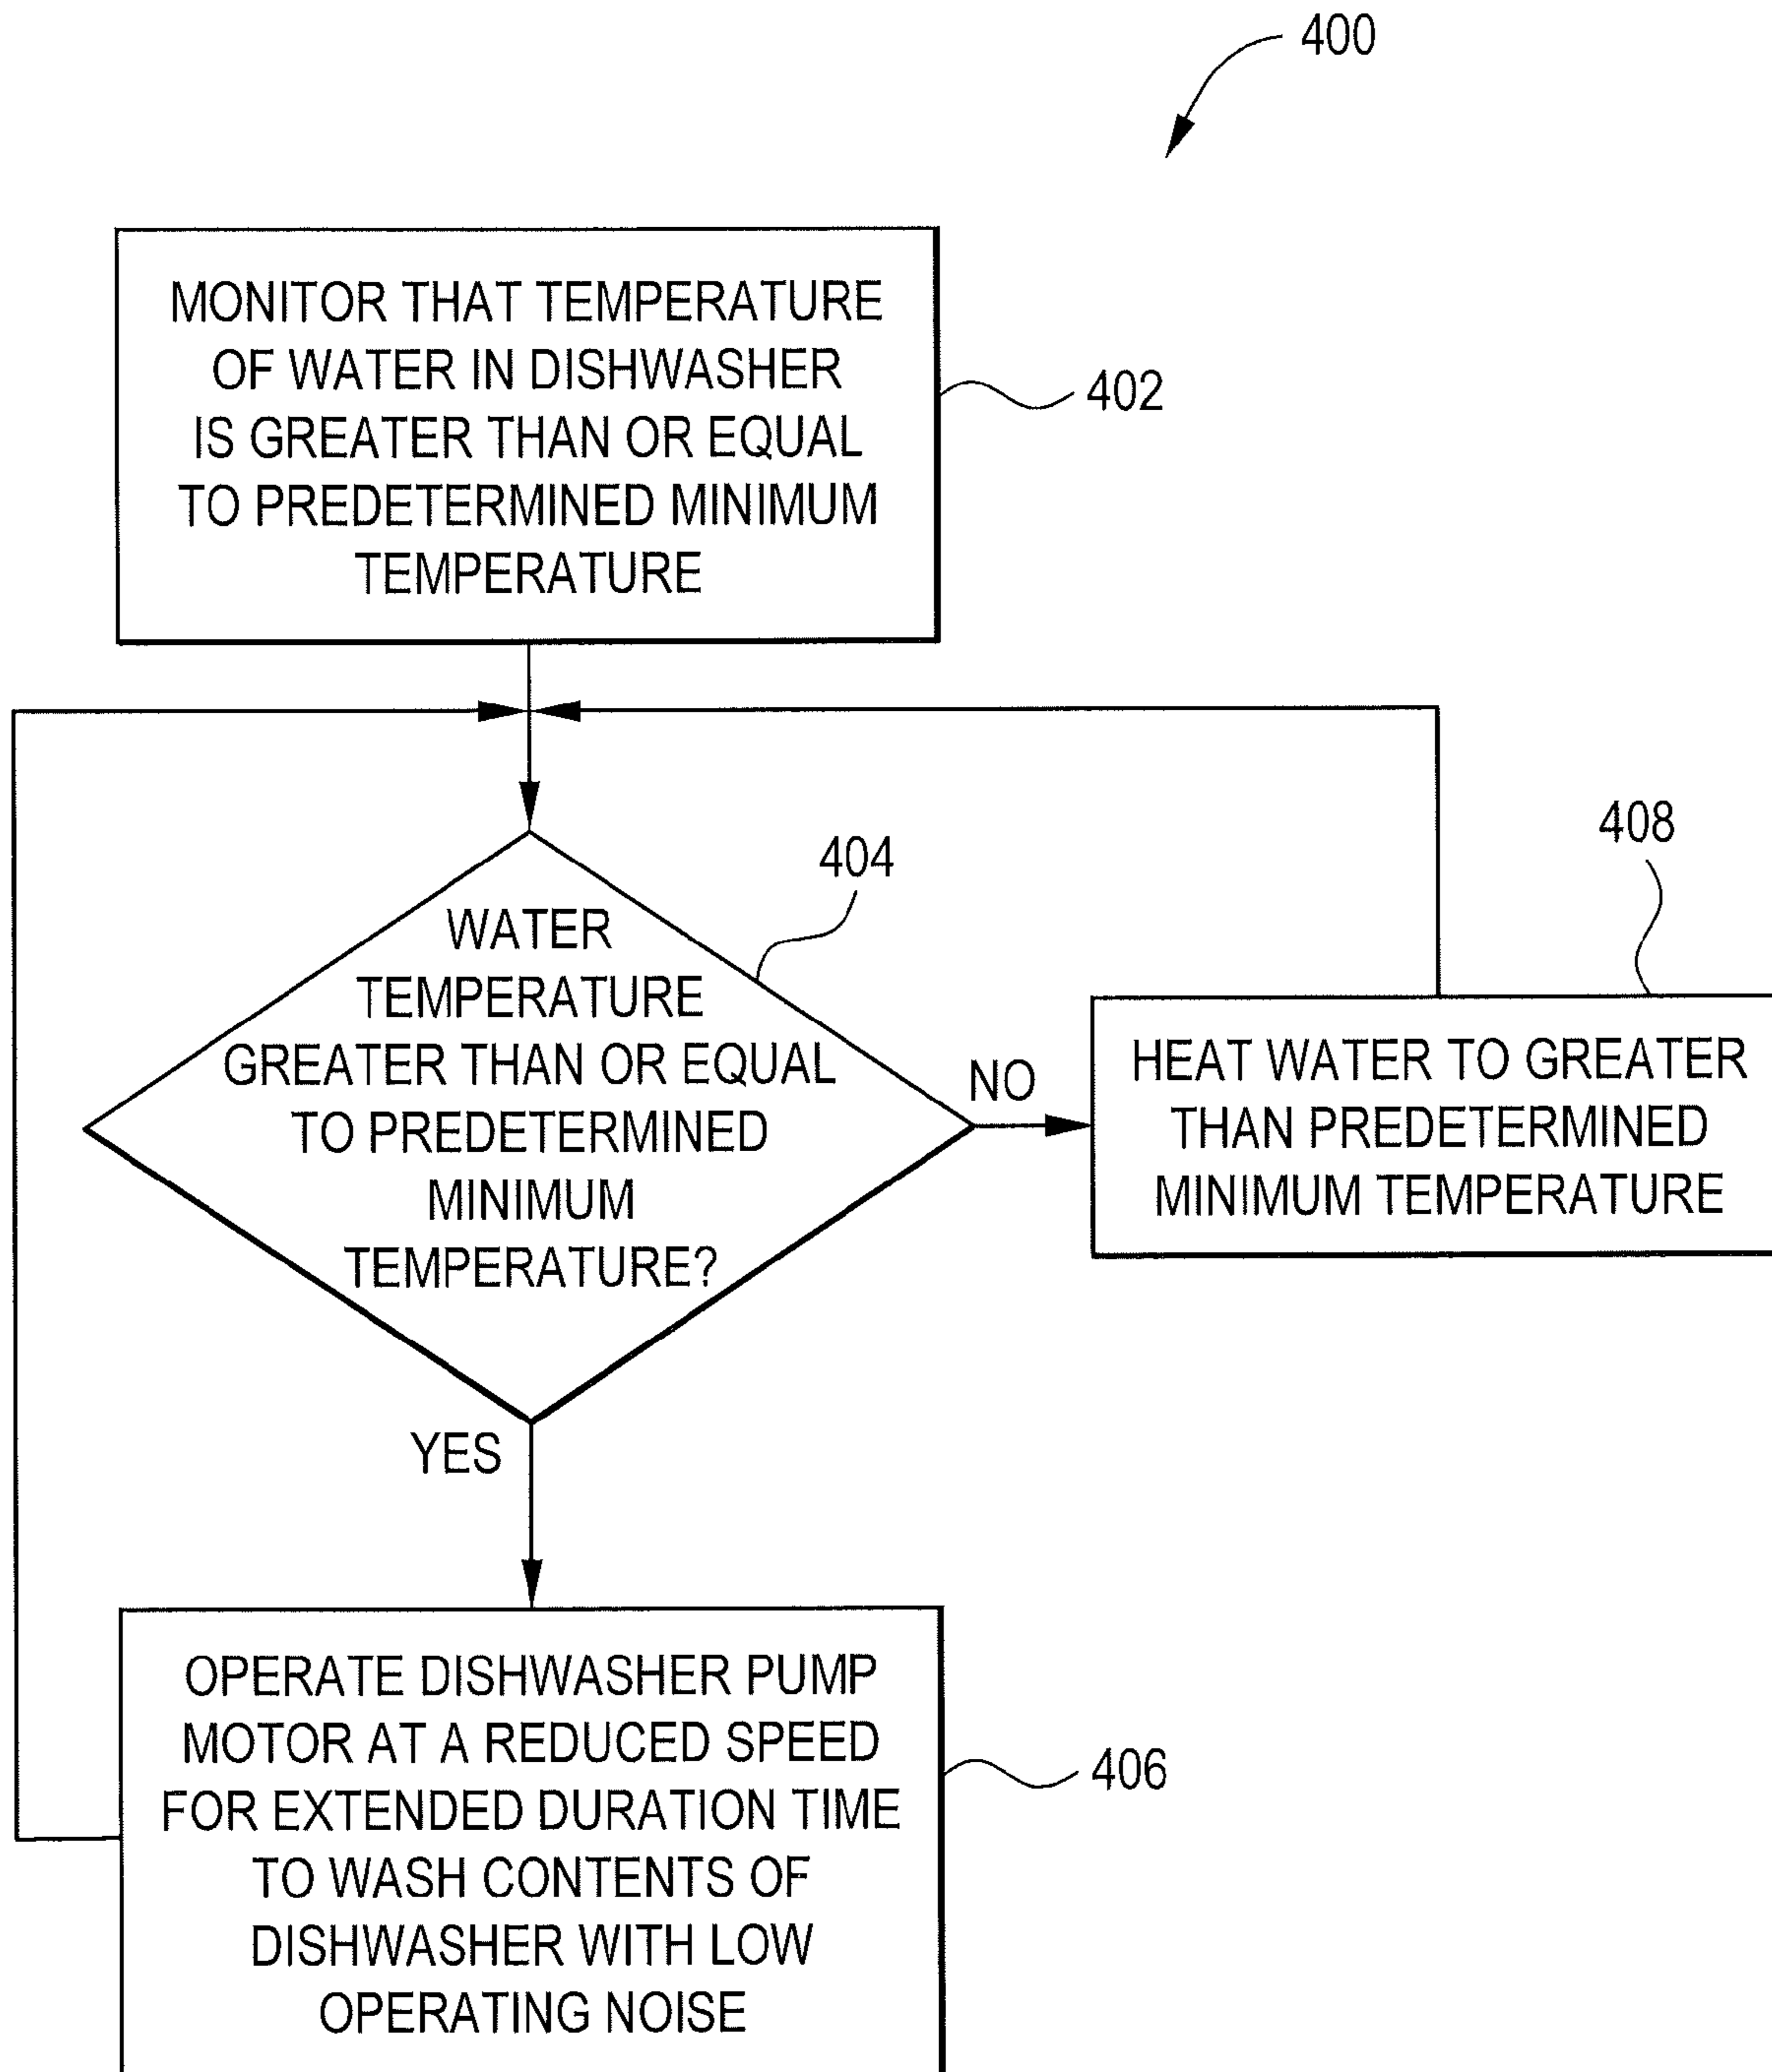 400
MONITOR THAT TEMPERATURE
OF WATER IN DISHWASHER
IS GREATER THAN OR EQUAL
TO PREDETERMINED MINIMUM
TEMPERATURE
402
404
WATER
TEMPERATURE
GREATER THAN OR EQUAL
TO PREDETERMINED
MINIMUM
TEMPERATURE?
NO
408
HEAT WATER TO GREATER
THAN PREDETERMINED
MINIMUM TEMPERATURE
YES
OPERATE DISHWASHER PUMP
MOTOR AT A REDUCED SPEED
FOR EXTENDED DURATION TIME
TO WASH CONTENTS OF
DISHWASHER WITH LOW
OPERATING NOISE
406